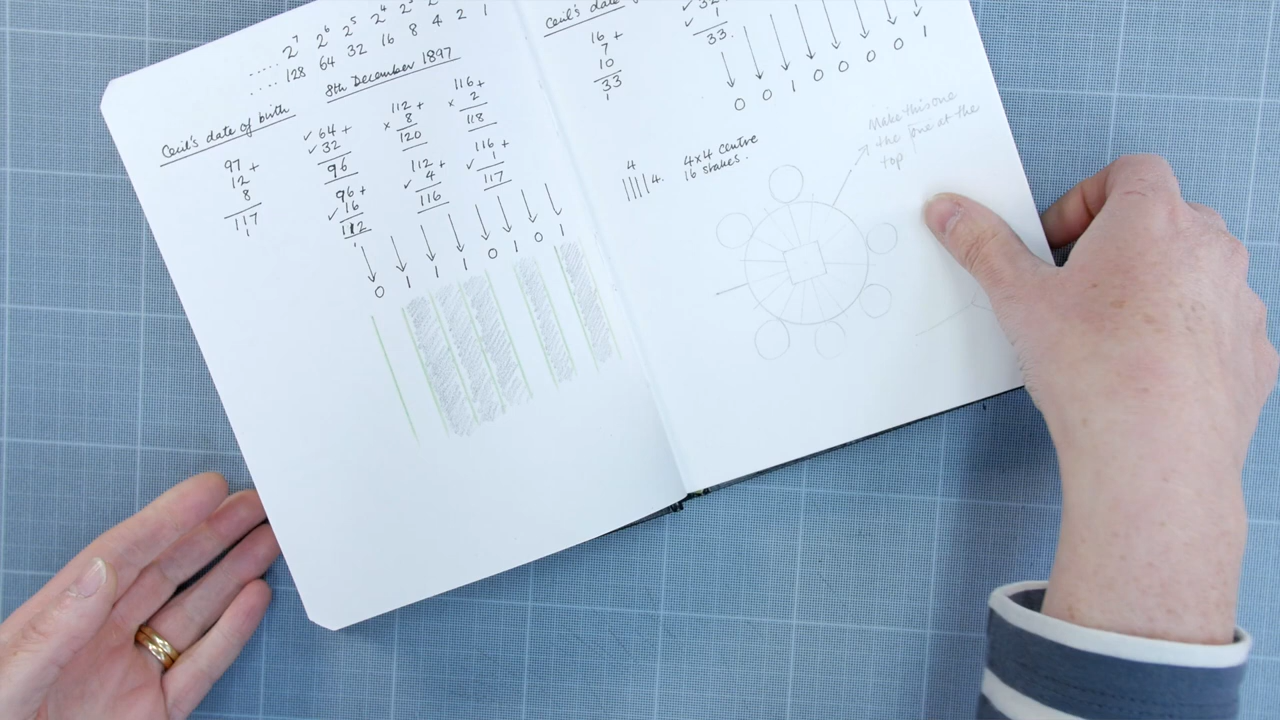 2⁷ 2⁶ 2⁵ 2⁴
..... 128 64 32 16 8 4 2 1
Cecil's date of birth 8th December 1897
97 +
12
8
117
1
✓ 64 +
✓ 32
96
96 +
✓ 16
112
112 +
× 8
120
112 +
✓ 4
116
116 +
× 2
118
116 +
✓ 1
117
0 1 1 1 0 1 0 1
Cecil's date
16 +
7
10
33
1
33.
0 0 1 0 0 0 0 1
4
4.
4x4 centre
16 stakes.
Make this one
the one at the
top